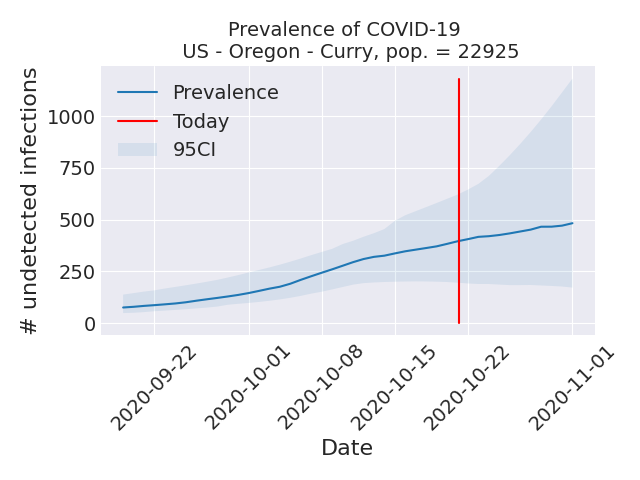 Prevalence of COVID-19
US - Oregon - Curry, pop. = 22925
# undetected infections
1000
750
500
250
0
Prevalence
Today
95CI
2020-09-22
2020-10-01
2020-10-08
2020-10-15
2020-10-22
2020-11-01
Date